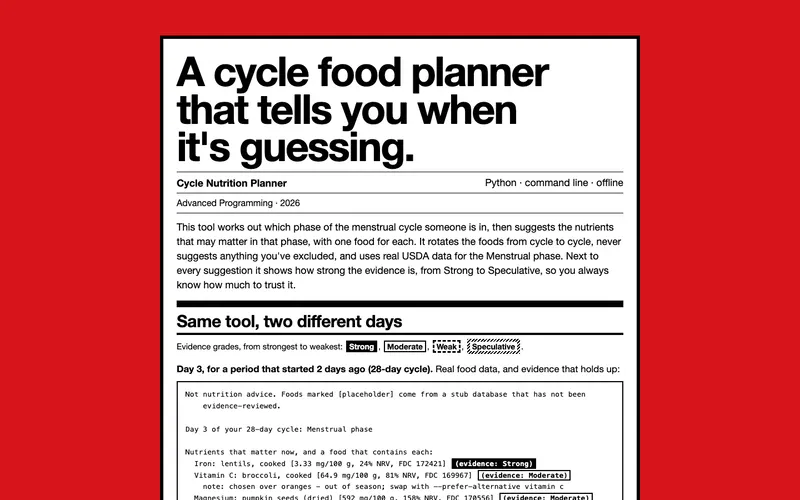 A cycle food planner
that tells you when
it's guessing.
Cycle Nutrition Planner Python · command line · offline
Advanced Programming · 2026
This tool works out which phase of the menstrual cycle someone is in, then suggests the nutrients
that may matter in that phase, with one food for each. It rotates the foods from cycle to cycle, never
suggests anything you've excluded, and uses real USDA data for the Menstrual phase. Next to
every suggestion it shows how strong the evidence is, from Strong to Speculative, so you always
know how much to trust it.
Same tool, two different days
Evidence grades, from strongest to weakest: Strong, Moderate, Weak, Speculative.
Day 3, for a period that started 2 days ago (28-day cycle). Real food data, and evidence that holds up:
Not nutrition advice. Foods marked [placeholder] come from a stub database that has not been
evidence-reviewed.
Day 3 of your 28-day cycle: Menstrual phase
Nutrients that matter now, and a food that contains each:
Iron: lentils, cooked [3.33 mg/100 g, 24% NRV, FDC 172421] (evidence: Strong)
Vitamin C: broccoli, cooked [64.9 mg/100 g, 81% NRV, FDC 169967] (evidence: Moderate)
note: chosen over oranges - out of season; swap with --prefer-alternative vitamin c
Magnesium: pumpkin seeds (dried) [592 mg/100 g, 158% NRV, FDC 170556] (evidence: Moderate)